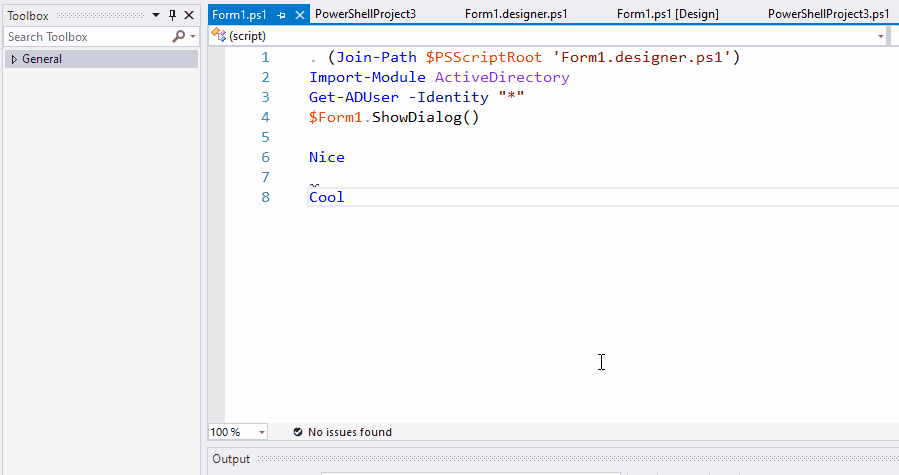 Toolbox
Search Toolbox
General
Form1.ps1 PowerShellProject3 Form1.designer.ps1 Form1.ps1 [Design] PowerShellProject3.ps1
(script)
1 . (Join-Path $PSScriptRoot 'Form1.designer.ps1')
2 Import-Module ActiveDirectory
3 Get-ADUser -Identity "*"
4 $Form1.ShowDialog()
5
6 Nice
7
8 Cool
100 % No issues found
Output